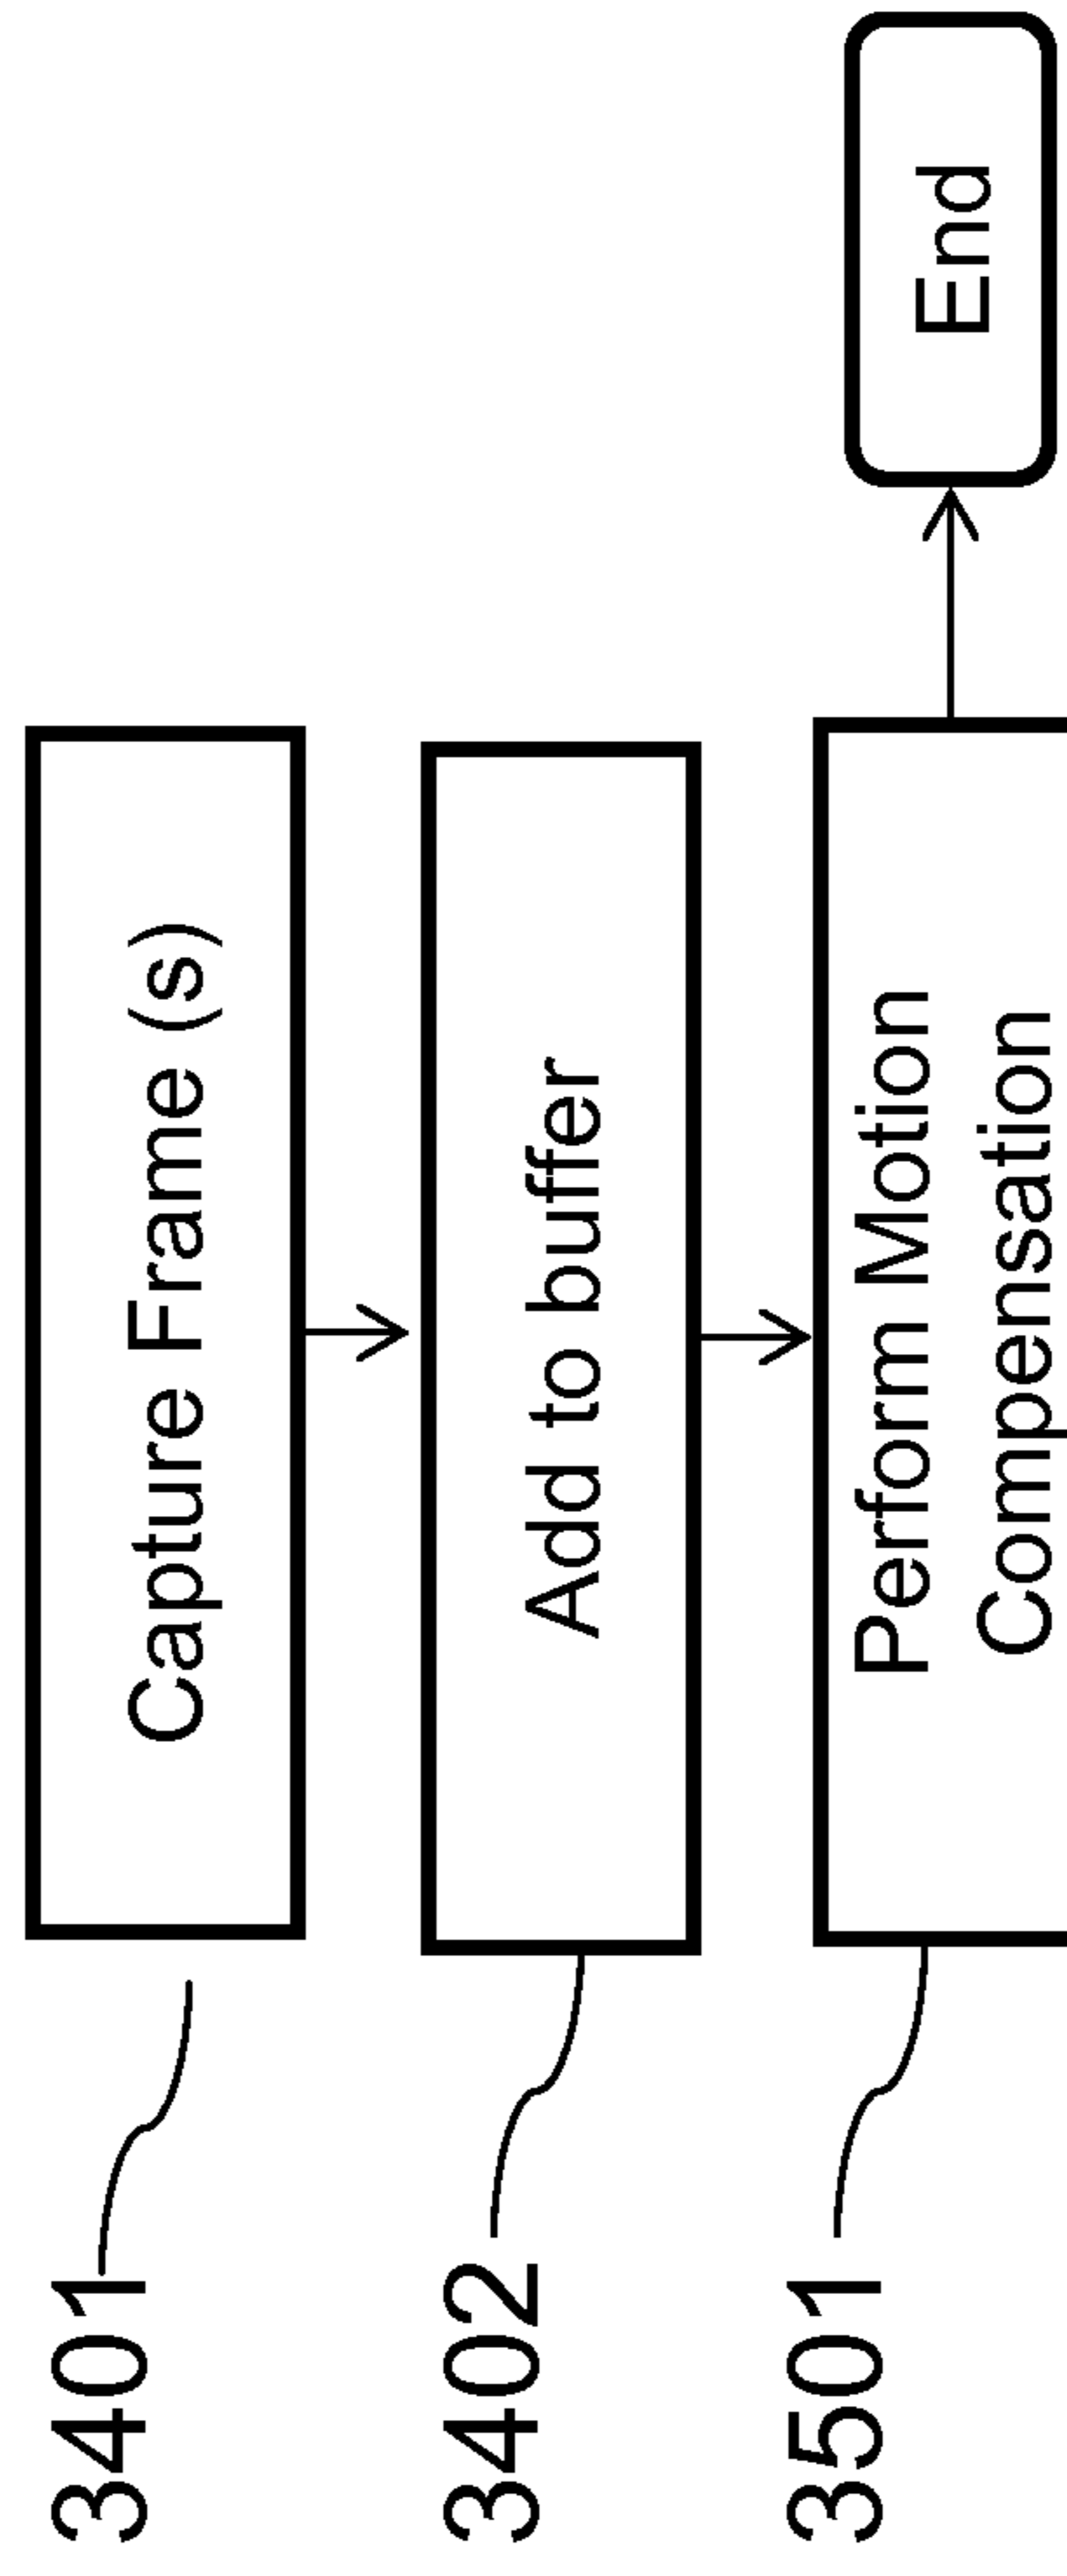 3401
Capture Frame (s)
3402
Add to buffer
3501
Perform Motion
Compensation
End